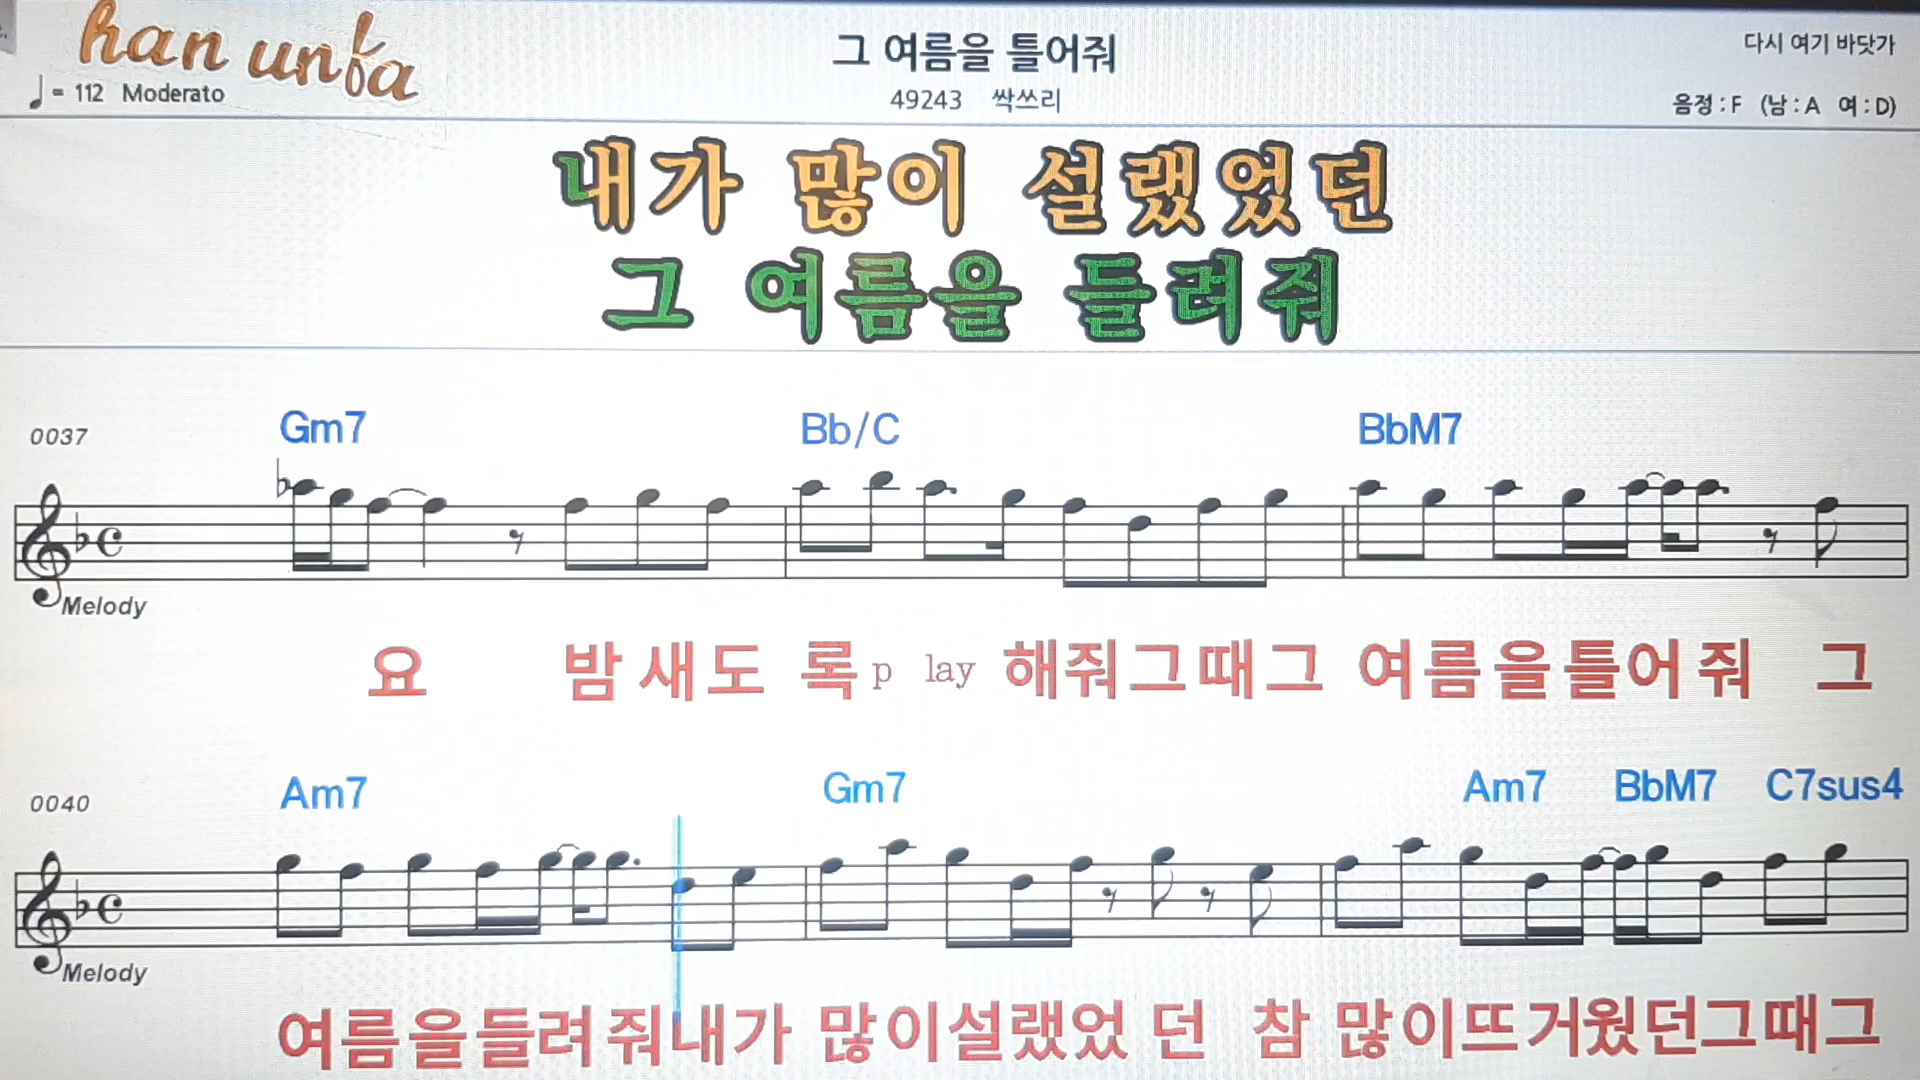 han unfa
♩= 112 Moderato
그 여름을 틀어줘
49243 싹쓰리
다시 여기 바닷가
음정 : F (남 : A 여 : D)
내가 많이 설렜었던
그 여름을 들려줘
0037 Gm7 Bb/C BbM7
Melody
요 밤새도 록 p lay 해줘그때그 여름을틀어 줘 그
0040 Am7 Gm7 Am7 BbM7 C7sus4
Melody
여름을들려줘내가 많이설렜었 던 참 많이뜨거웠던그때그